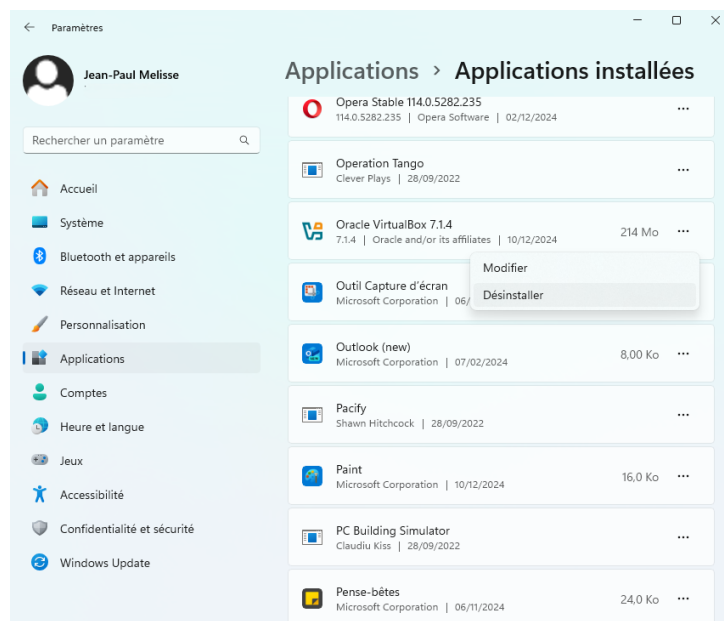 Paramètres
Jean-Paul Melisse
Rechercher un paramètre
Accueil
Système
Bluetooth et appareils
Réseau et Internet
Personnalisation
Applications
Comptes
Heure et langue
Jeux
Accessibilité
Confidentialité et sécurité
Windows Update
Applications > Applications installées
Opera Stable 114.0.5282.235
114.0.5282.235 | Opera Software | 02/12/2024
Operation Tango
Clever Plays | 28/09/2022
Oracle VirtualBox 7.1.4
7.1.4 | Oracle and/or its affiliates | 10/12/2024
214 Mo
Modifier
Désinstaller
Outil Capture d'écran
Microsoft Corporation | 06/
Outlook (new)
Microsoft Corporation | 07/02/2024
8,00 Ko
Pacify
Shawn Hitchcock | 28/09/2022
Paint
Microsoft Corporation | 10/12/2024
16,0 Ko
PC Building Simulator
Claudiu Kiss | 28/09/2022
Pense-bêtes
Microsoft Corporation | 06/11/2024
24,0 Ko